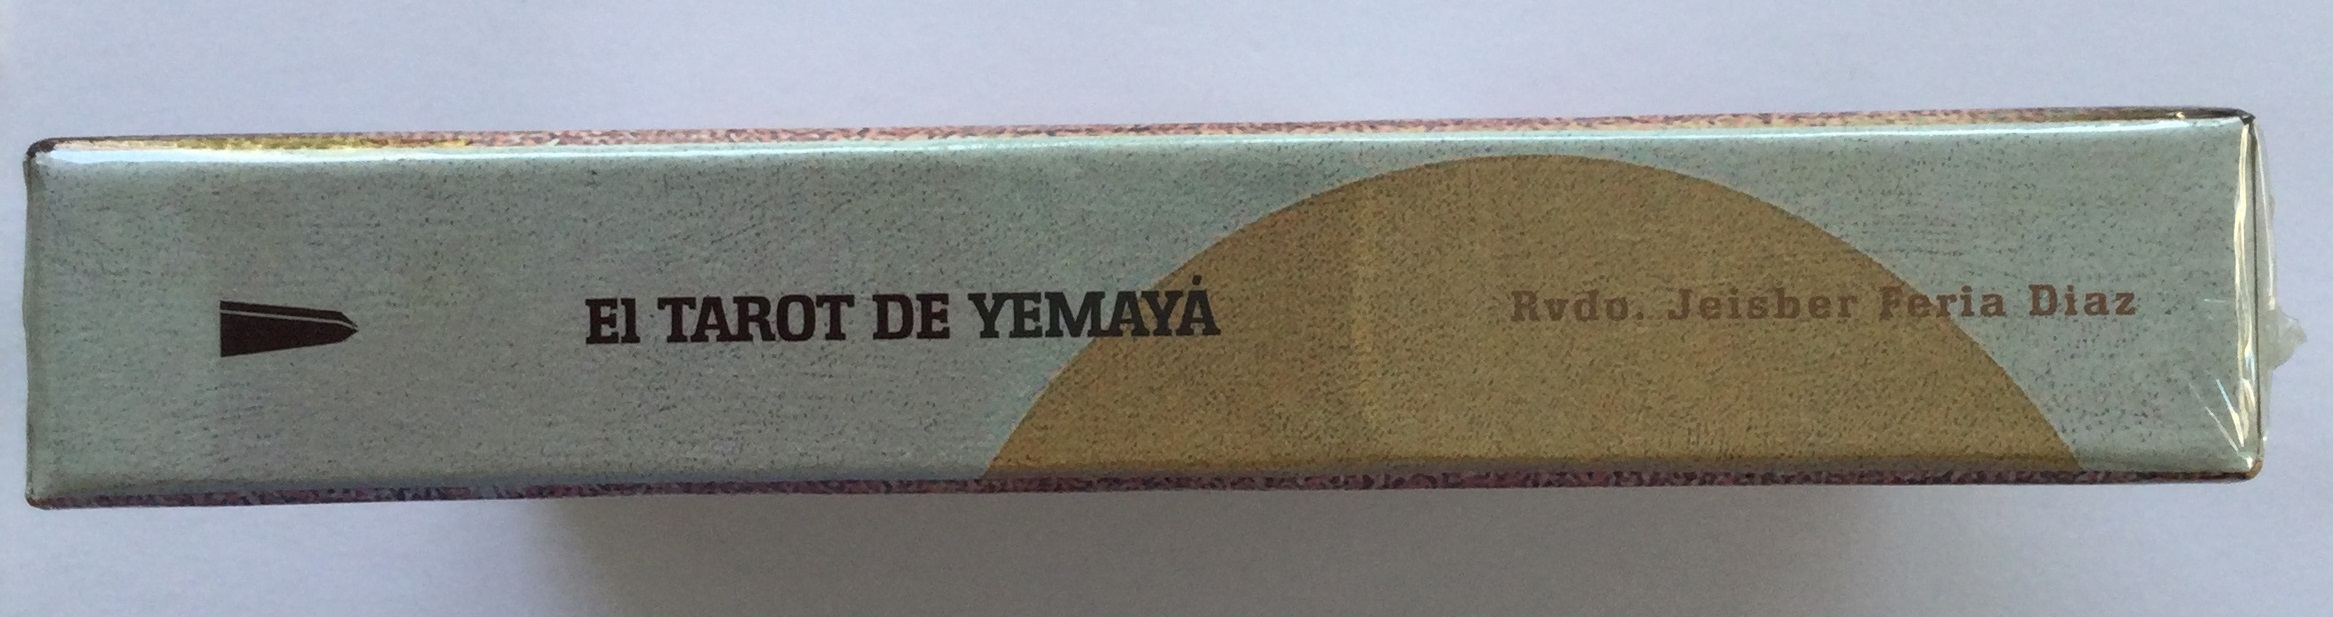 El TAROT DE YEMAYÁ
Rvdo. Jeisber Feria Diaz